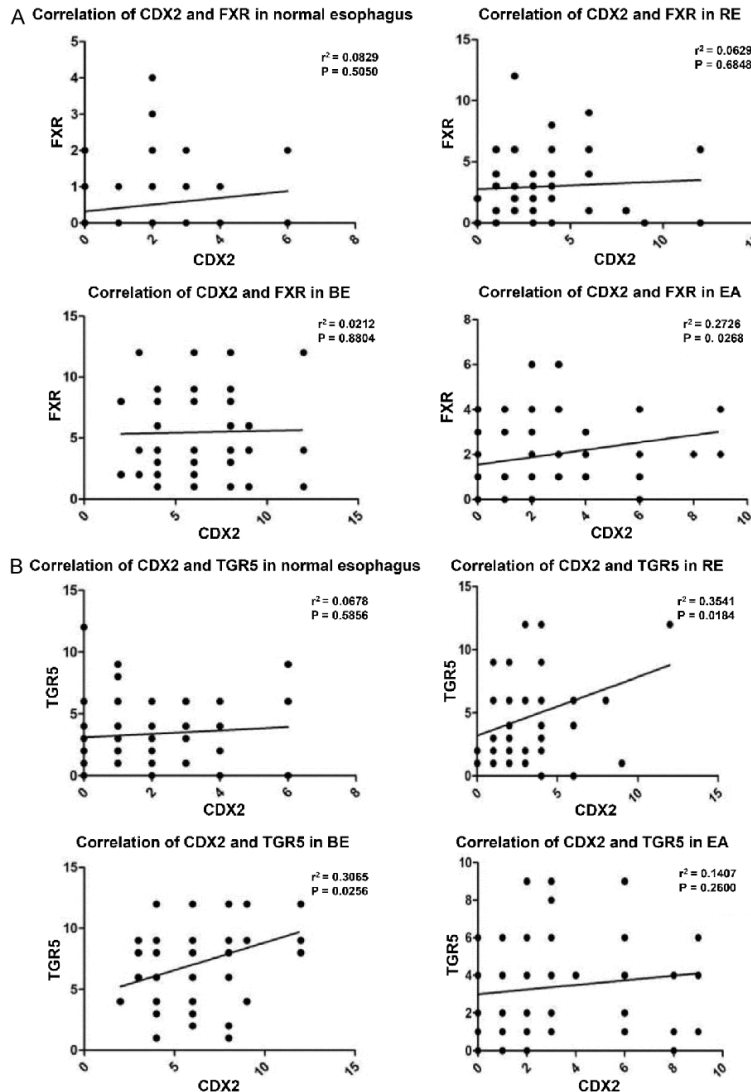 A Correlation of CDX2 and FXR in normal esophagus
r² = 0.0829
P = 0.5050
5
4
3
2
1
0
FXR
0 2 4 6 8
CDX2
Correlation of CDX2 and FXR in RE
r² = 0.0629
P = 0.6848
15
10
5
0
FXR
0 5 10 15
CDX2
Correlation of CDX2 and FXR in BE
r² = 0.0212
P = 0.8804
15
10
5
0
FXR
0 5 10 15
CDX2
Correlation of CDX2 and FXR in EA
r² = 0.2726
P = 0.0268
8
6
4
2
0
FXR
0 2 4 6 8 10
CDX2
B Correlation of CDX2 and TGR5 in normal esophagus
r² = 0.0678
P = 0.5856
15
10
5
0
TGR5
0 2 4 6 8
CDX2
Correlation of CDX2 and TGR5 in RE
r² = 0.3541
P = 0.0184
15
10
5
0
TGR5
0 5 10 15
CDX2
Correlation of CDX2 and TGR5 in BE
r² = 0.3065
P = 0.0256
15
10
5
0
TGR5
0 5 10 15
CDX2
Correlation of CDX2 and TGR5 in EA
r² = 0.1407
P = 0.2600
10
8
6
4
2
0
TGR5
0 2 4 6 8 10
CDX2